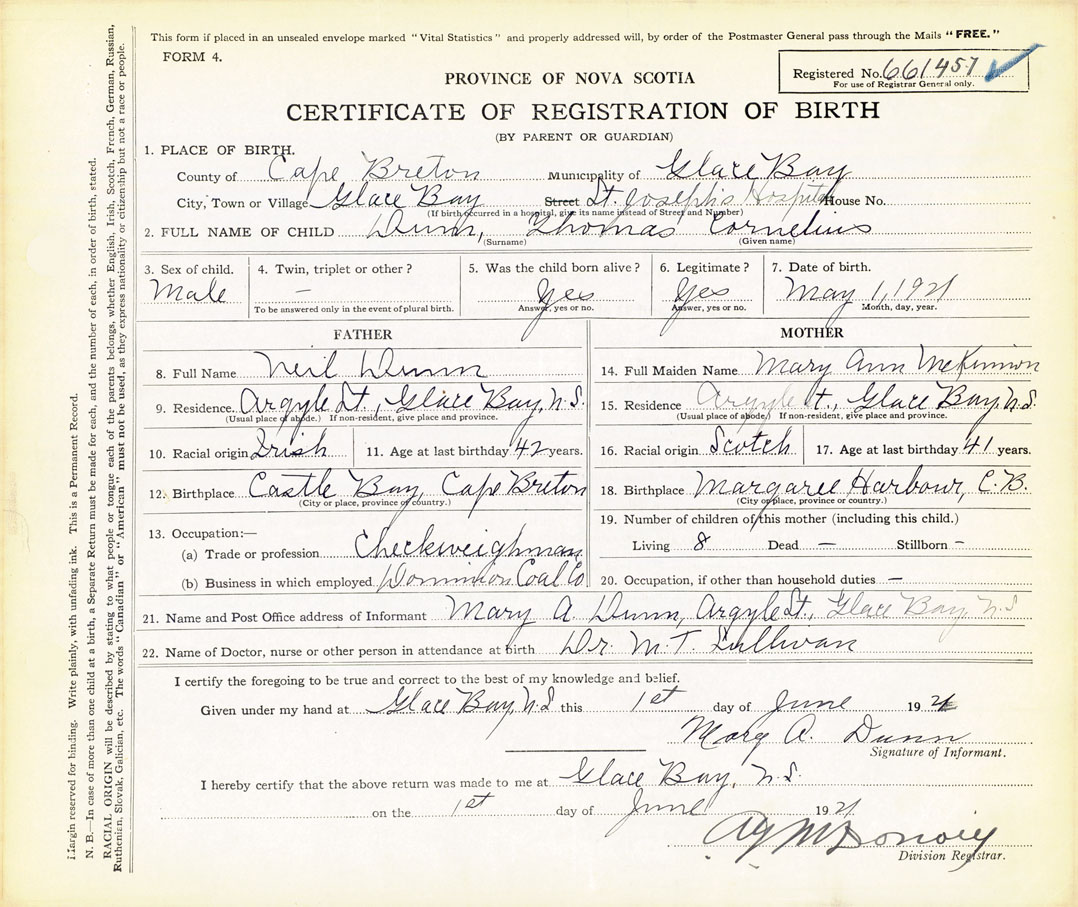 This form if placed in an unsealed envelope marked "Vital Statistics" and properly addressed will, by order of the Postmaster General pass through the Mails "FREE."
FORM 4.
Registered No. 661457
For use of Registrar General only.
PROVINCE OF NOVA SCOTIA
CERTIFICATE OF REGISTRATION OF BIRTH
(BY PARENT OR GUARDIAN)
1. PLACE OF BIRTH.
County of Cape Breton Municipality of Glace Bay
City, Town or Village Glace Bay Street St. Joseph's Hospital House No.
(If birth occurred in a hospital, give its name instead of Street and Number)
2. FULL NAME OF CHILD Dunn, Thomas Cornelius
(Surname) (Given name)
3. Sex of child. 4. Twin, triplet or other? 5. Was the child born alive? 6. Legitimate? 7. Date of birth.
Male — Yes Yes May 1, 1921
To be answered only in the event of plural birth. Answer, yes or no. Answer, yes or no. Month, day, year.
FATHER
8. Full Name Neil Dunn
9. Residence. Argyle St., Glace Bay, N.S.
(Usual place of abode.) If non-resident, give place and province.
10. Racial origin Irish 11. Age at last birthday 42 years.
12. Birthplace Castle Bay, Cape Breton
(City or place, province or country.)
13. Occupation:—
(a) Trade or profession Checkweighman
(b) Business in which employed Dominion Coal Co
MOTHER
14. Full Maiden Name Mary Ann McKinnon
15. Residence Argyle St., Glace Bay, N.S.
(Usual place of abode.) If non-resident, give place and province.
16. Racial origin Scotch 17. Age at last birthday 41 years.
18. Birthplace Margaree Harbour, C.B.
(City or place, province or country.)
19. Number of children of this mother (including this child.)
Living 8 Dead — Stillborn —
20. Occupation, if other than household duties —
21. Name and Post Office address of Informant Mary A. Dunn, Argyle St., Glace Bay, N.S
22. Name of Doctor, nurse or other person in attendance at birth Dr. M. T. Sullivan
I certify the foregoing to be true and correct to the best of my knowledge and belief.
Given under my hand at Glace Bay, N.S this 1st day of June 1921
Mary A. Dunn
Signature of Informant.
I hereby certify that the above return was made to me at Glace Bay, N.S.
on the 1st day of June 1921
Division Registrar.
Margin reserved for binding. Write plainly, with unfading ink. This is a Permanent Record.
N. B.—In case of more than one child at a birth, a Separate Return must be made for each, and the number of each, in order of birth, stated.
RACIAL ORIGIN will be described by stating to what people or tongue each of the parents belongs, whether English, Irish, Scotch, French, German, Russian,
Ruthenian, Slovak, Galician, etc. The words "Canadian" or "American" must not be used, as they express nationality or citizenship but not a race or people.